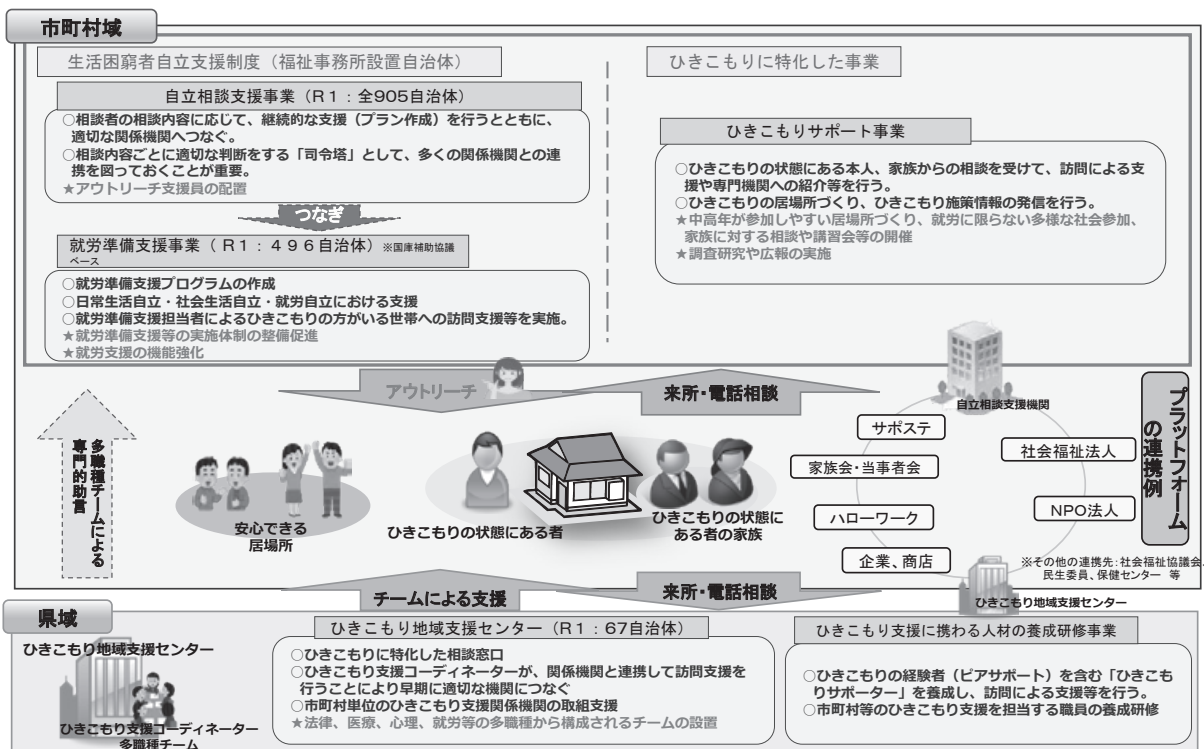 市町村域
生活困窮者自立支援制度（福祉事務所設置自治体）
自立相談支援事業（R１：全905自治体）
○相談者の相談内容に応じて、継続的な支援（プラン作成）を行うとともに、
適切な関係機関へつなぐ。
○相談内容ごとに適切な判断をする「司令塔」として、多くの関係機関との連
携を図っておくことが重要。
★アウトリーチ支援員の配置
つなぎ
就労準備支援事業（R１：４９６自治体）※国庫補助協議
ベース
○就労準備支援プログラムの作成
○日常生活自立・社会生活自立・就労自立における支援
○就労準備支援担当者によるひきこもりの方がいる世帯への訪問支援等を実施。
★就労準備支援等の実施体制の整備促進
★就労支援の機能強化
ひきこもりに特化した事業
ひきこもりサポート事業
○ひきこもりの状態にある本人、家族からの相談を受けて、訪問による支
援や専門機関への紹介等を行う。
○ひきこもりの居場所づくり、ひきこもり施策情報の発信を行う。
★中高年が参加しやすい居場所づくり、就労に限らない多様な社会参加、
家族に対する相談や講習会等の開催
★調査研究や広報の実施
アウトリーチ
来所・電話相談
多職種チームによる
専門的助言
安心できる
居場所
ひきこもりの状態にある者
ひきこもりの状態に
ある者の家族
自立相談支援機関
サポステ
家族会・当事者会
ハローワーク
企業、商店
社会福祉法人
NPO法人
プラットフォーム
の連携例
※その他の連携先：社会福祉協議会、
民生委員、保健センター 等
ひきこもり地域支援センター
チームによる支援
来所・電話相談
県域
ひきこもり地域支援センター
ひきこもり支援コーディネーター
多職種チーム
ひきこもり地域支援センター（R１：67自治体）
○ひきこもりに特化した相談窓口
○ひきこもり支援コーディネーターが、関係機関と連携して訪問支援を
行うことにより早期に適切な機関につなぐ
○市町村単位のひきこもり支援関係機関の取組支援
★法律、医療、心理、就労等の多職種から構成されるチームの設置
ひきこもり支援に携わる人材の養成研修事業
○ひきこもりの経験者（ピアサポート）を含む「ひきこも
りサポーター」を養成し、訪問による支援等を行う。
○市町村等のひきこもり支援を担当する職員の養成研修